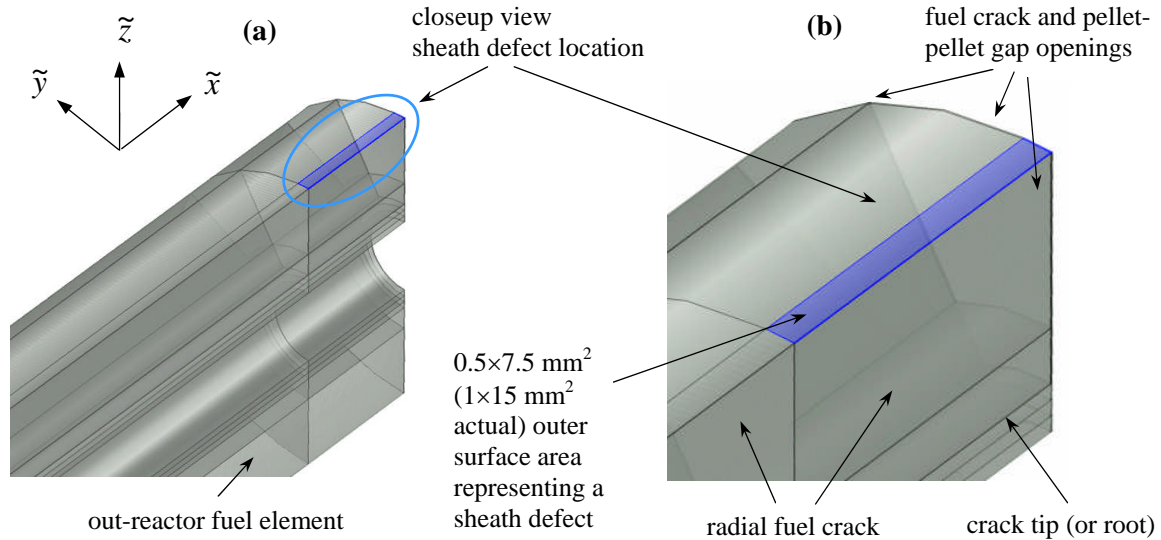 (a)
z̃
ỹ
x̃
closeup view
sheath defect location
(b)
fuel crack and pellet-
pellet gap openings
0.5×7.5 mm²
(1×15 mm²
actual) outer
surface area
representing a
sheath defect
out-reactor fuel element
radial fuel crack
crack tip (or root)